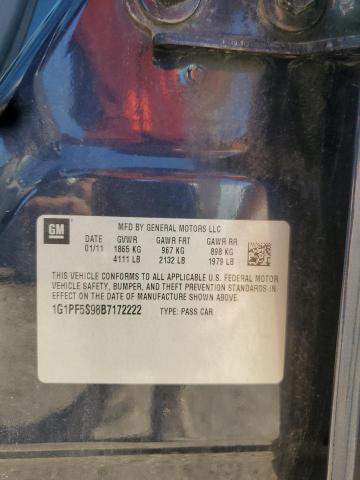 GM
MFD BY GENERAL MOTORS LLC
DATE GVWR GAWR FRT GAWR RR
01/11 1865 KG 967 KG 898 KG
4111 LB 2132 LB 1979 LB
THIS VEHICLE CONFORMS TO ALL APPLICABLE U.S. FEDERAL MOTOR
VEHICLE SAFETY, BUMPER, AND THEFT PREVENTION STANDARDS
IN EFFECT ON THE DATE OF MANUFACTURE SHOWN ABOVE.
1G1PF5S98B7172222 TYPE: PASS CAR